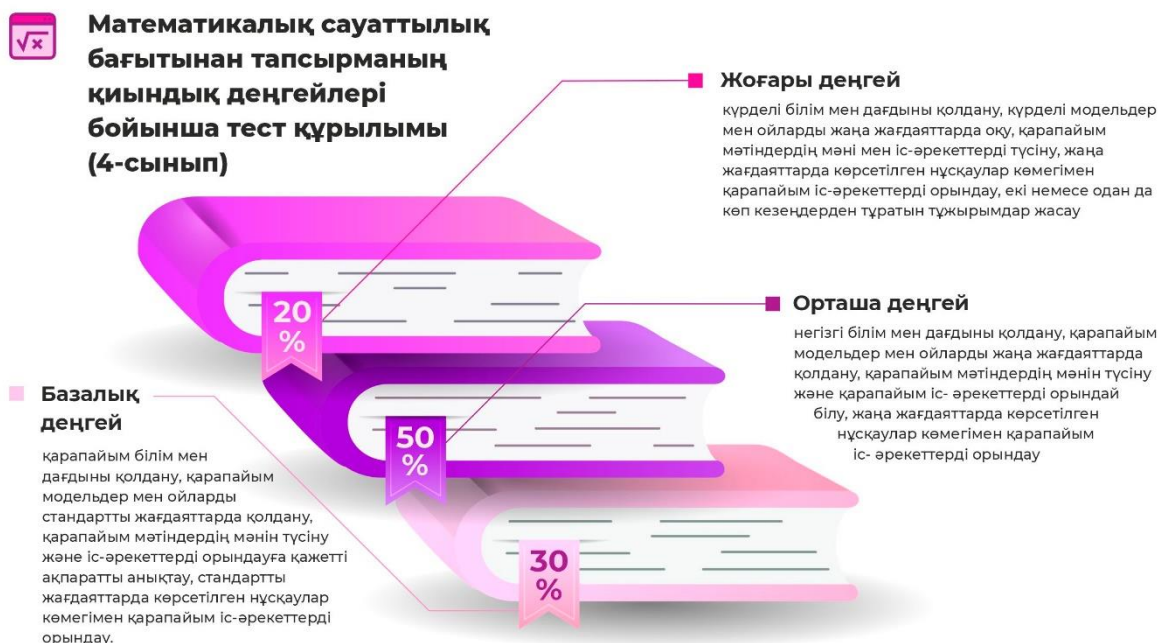 √x
Математикалық сауаттылық
бағытынан тапсырманың
қиындық деңгейлері
бойынша тест құрылымы
(4-сынып)
Жоғары деңгей
күрделі білім мен дағдыны қолдану, күрделі модельдер
мен ойларды жаңа жағдаяттарда оқу, қарапайым
мәтіндердің мәні мен іс-әрекеттерді түсіну, жаңа
жағдаяттарда көрсетілген нұсқаулар көмегімен
қарапайым іс-әрекеттерді орындау, екі немесе одан да
көп кезеңдерден тұратын тұжырымдар жасау
20
%
Орташа деңгей
негізгі білім мен дағдыны қолдану, қарапайым
модельдер мен ойларды жаңа жағдаяттарда
қолдану, қарапайым мәтіндердің мәнін түсіну
және қарапайым іс- әрекеттерді орындай
білу, жаңа жағдаяттарда көрсетілген
нұсқаулар көмегімен қарапайым
іс- әрекеттерді орындау
50
%
Базалық
деңгей
қарапайым білім мен
дағдыны қолдану, қарапайым
модельдер мен ойларды
стандартты жағдаяттарда қолдану,
қарапайым мәтіндердің мәнін түсіну
және іс-әрекеттерді орындауға қажетті
ақпаратты анықтау, стандартты
жағдаяттарда көрсетілген нұсқаулар
көмегімен қарапайым іс-әрекеттерді
орындау.
30
%